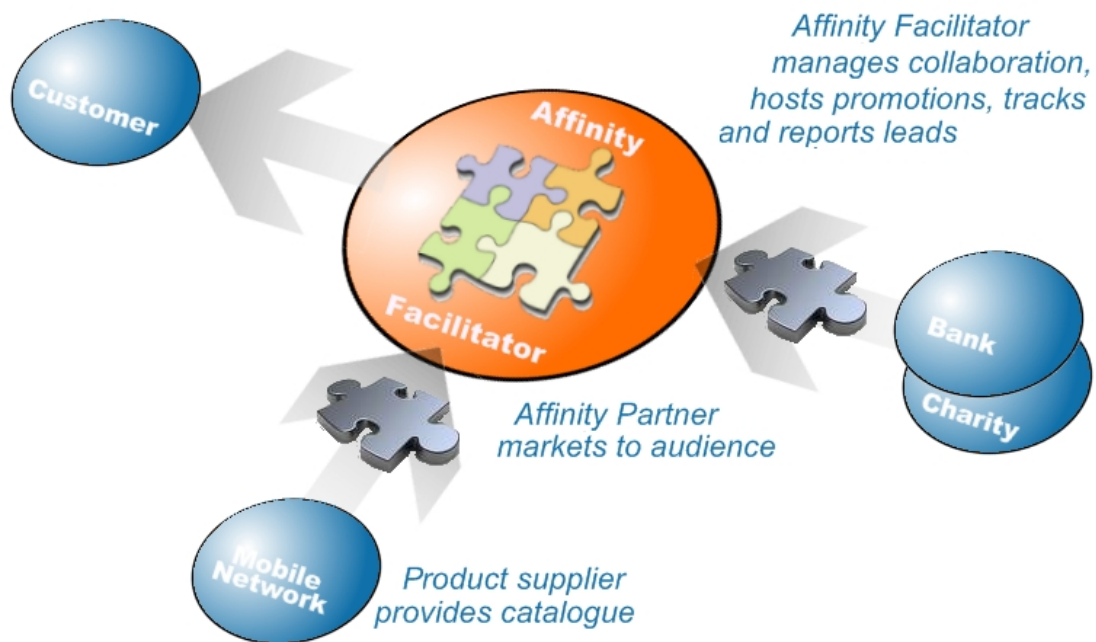 Affinity Facilitator
manages collaboration,
hosts promotions, tracks
and reports leads
Customer
Affinity
Facilitator
Bank
Charity
Affinity Partner
markets to audience
Mobile
Network
Product supplier
provides catalogue